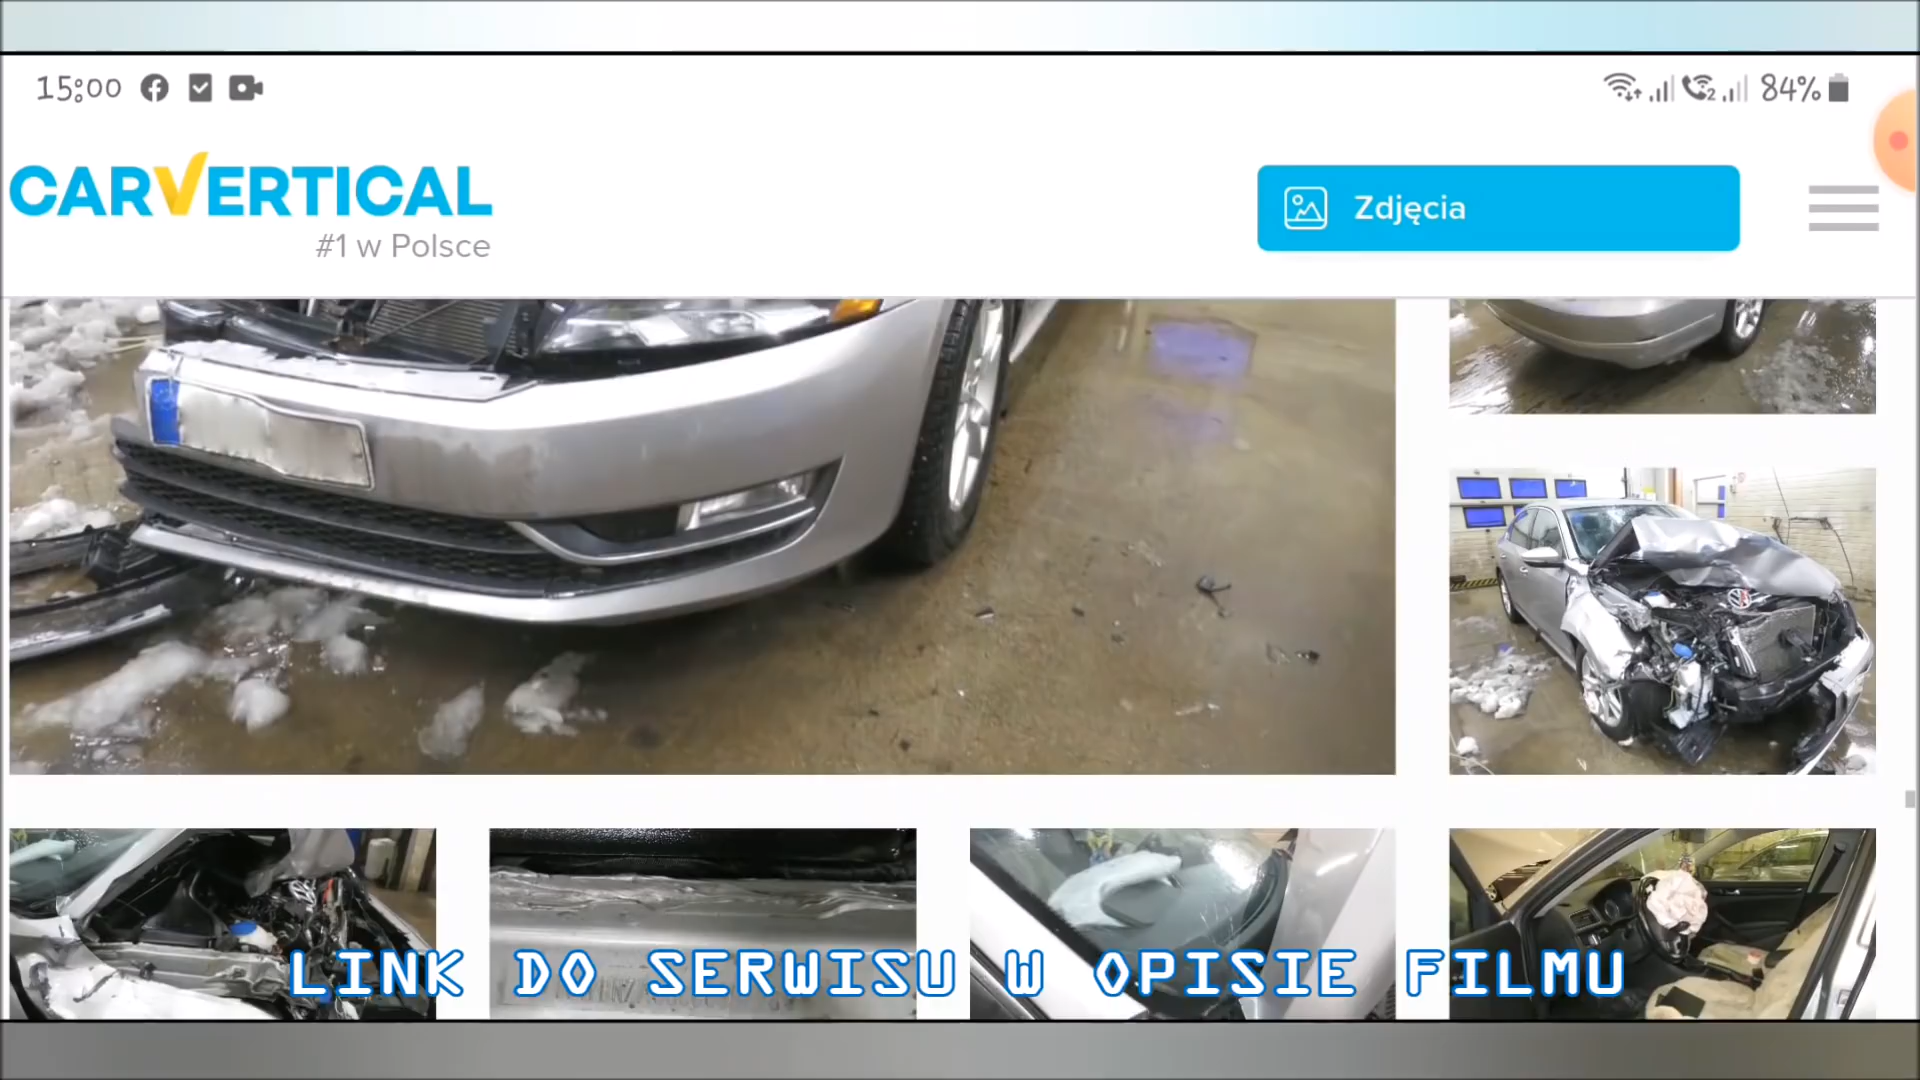 15:00
84%
CARVERTICAL
#1 w Polsce
Zdjęcia
LINK DO SERWISU W OPISIE FILMU